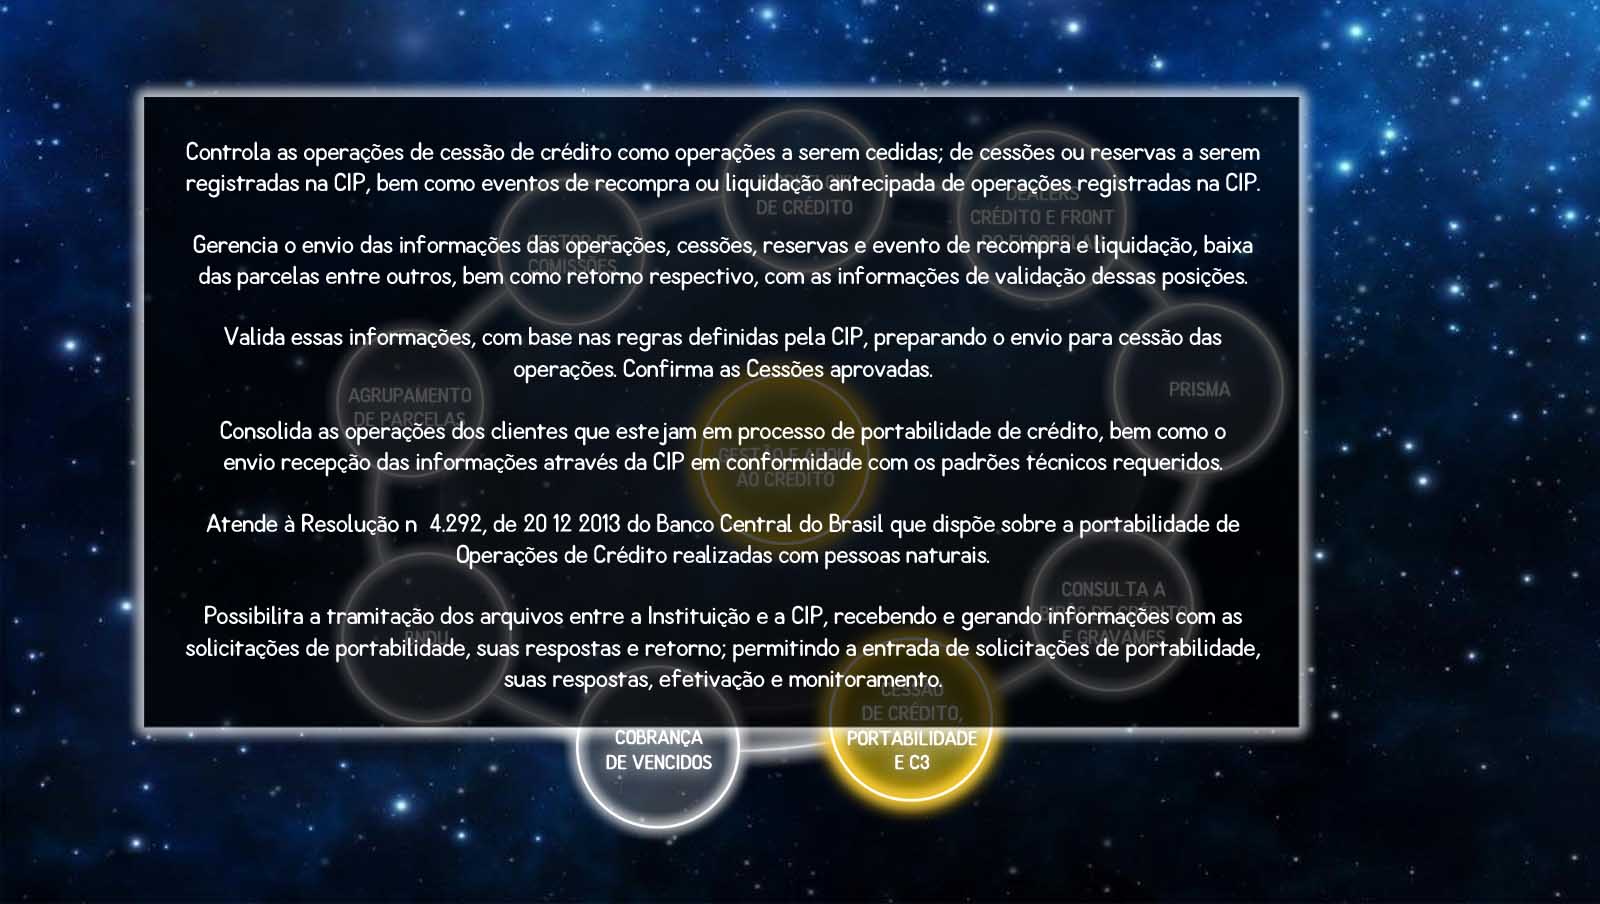 Controla as operações de cessão de crédito como operações a serem cedidas; de cessões ou reservas a serem
registradas na CIP, bem como eventos de recompra ou liquidação antecipada de operações registradas na CIP.
Gerencia o envio das informações das operações, cessões, reservas e evento de recompra e liquidação, baixa
das parcelas entre outros, bem como retorno respectivo, com as informações de validação dessas posições.
Valida essas informações, com base nas regras definidas pela CIP, preparando o envio para cessão das
operações. Confirma as Cessões aprovadas.
Consolida as operações dos clientes que estejam em processo de portabilidade de crédito, bem como o
envio recepção das informações através da CIP em conformidade com os padrões técnicos requeridos.
Atende à Resolução n 4.292, de 20 12 2013 do Banco Central do Brasil que dispõe sobre a portabilidade de
Operações de Crédito realizadas com pessoas naturais.
Possibilita a tramitação dos arquivos entre a Instituição e a CIP, recebendo e gerando informações com as
solicitações de portabilidade, suas respostas e retorno; permitindo a entrada de solicitações de portabilidade,
suas respostas, efetivação e monitoramento.
WORKFLOW
DE CRÉDITO
DEALERS
CRÉDITO E FRONT
GESTOR DE
COMISSÕES
AGRUPAMENTO
DE PARCELAS
PRISMA
GESTÃO E APOIO
AO CRÉDITO
CONSULTA A
E GRAVAMES
BNDU
CESSÃO
DE CRÉDITO,
PORTABILIDADE
E C3
COBRANÇA
DE VENCIDOS